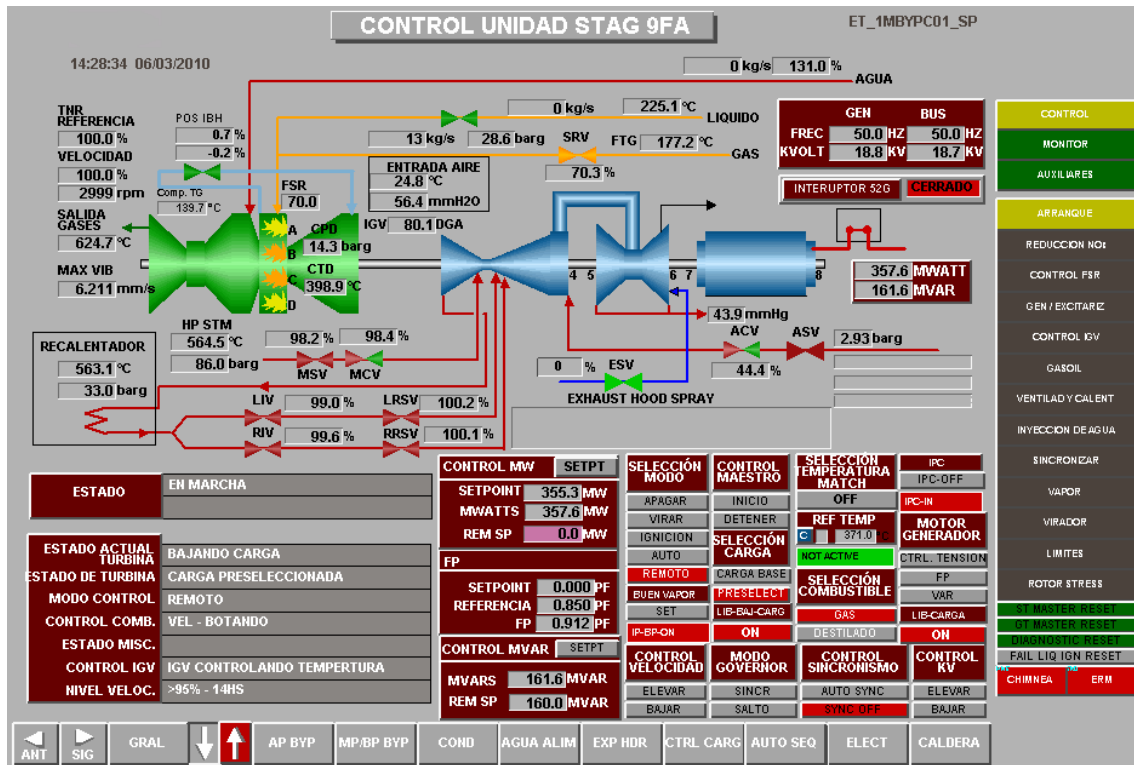 CONTROL UNIDAD STAG 9FA
ET_1MBYPC01_SP
14:28:34 06/03/2010
0 kg/s 131.0 %
AGUA
TNR
REFERENCIA
100.0 %
VELOCIDAD
100.0 %
2999 rpm
SALIDA
GASES
624.7 °C
MAX VIB
6.211 mm/s
POS IBH
0.7 %
-0.2 %
Comp. TG
139.7 °C
0 kg/s 225.1 °C
LIQUIDO
13 kg/s 28.6 barg SRV FTG 177.2 °C
GAS
70.3 %
FSR
70.0
ENTRADA AIRE
24.8 °C
56.4 mmH2O
IGV 80.1 DGA
A CPD
14.3 barg
B
CTD
C 398.9 °C
D
GEN BUS
FREC 50.0 HZ 50.0 HZ
KVOLT 18.8 KV 18.7 KV
INTERUPTOR 52G CERRADO
4 5 6 7 8
357.6 MWATT
161.6 MVAR
43.9 mmHg
HP STM
564.5 °C
86.0 barg
98.2 % 98.4 %
MSV MCV
RECALENTADOR
563.1 °C
33.0 barg
LIV 99.0 % LRSV 100.2 %
RIV 99.6 % RRSV 100.1 %
ACV ASV 2.93 barg
44.4 %
0 % ESV
EXHAUST HOOD SPRAY
CONTROL
MONITOR
AUXILIARES
ARRANQUE
REDUCCION NOx
CONTROL FSR
GEN / EXCITARIZ
CONTROL IGV
GASOIL
VENTILAD Y CALENT
INYECCION DE AGUA
SINCRONIZAR
VAPOR
VIRADOR
LIMITES
ROTOR STRESS
ST MASTER RESET
GT MASTER RESET
DIAGNOSTIC RESET
FAIL LIQ IGN RESET
CHIMNEA ERM
ESTADO EN MARCHA
ESTADO ACTUAL
TURBINA BAJANDO CARGA
ESTADO DE TURBINA CARGA PRESELECCIONADA
MODO CONTROL REMOTO
CONTROL COMB. VEL - BOTANDO
ESTADO MISC.
CONTROL IGV IGV CONTROLANDO TEMPERTURA
NIVEL VELOC. >95% - 14HS
CONTROL MW SETPT
SETPOINT 355.3 MW
MWATTS 357.6 MW
REM SP 0.0 MW
FP
SETPOINT 0.000 PF
REFERENCIA 0.850 PF
FP 0.912 PF
CONTROL MVAR SETPT
MVARS 161.6 MVAR
REM SP 160.0 MVAR
SELECCIÓN
MODO
APAGAR
VIRAR
IGNICION
AUTO
REMOTO
BUEN VAPOR
SET
IP-BP-ON
CONTROL
VELOCIDAD
ELEVAR
BAJAR
CONTROL
MAESTRO
INICIO
DETENER
SELECCIÓN
CARGA
CARGA BASE
PRESELECT
LIB-BAJ-CARG
ON
MODO
GOVERNOR
SINCR
SALTO
SELECCIÓN
TEMPERATURA
MATCH
OFF
REF TEMP
C 371.0 °C
NOT ACTIVE
SELECCIÓN
COMBUSTIBLE
GAS
DESTILADO
CONTROL
SINCRONISMO
AUTO SYNC
SYNC OFF
IPC
IPC-OFF
IPC-IN
MOTOR
GENERADOR
CTRL. TENSION
FP
VAR
LIB-CARGA
ON
CONTROL
KV
ELEVAR
BAJAR
ANT SIG GRAL AP BYP MP/BP BYP COND AGUA ALIM EXP HDR CTRL CARG AUTO SEQ ELECT CALDERA